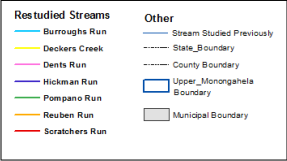 Restudied Streams
Burroughs Run
Deckers Creek
Dents Run
Hickman Run
Pompano Run
Reuben Run
Scratchers Run
Other
Stream Studied Previously
State_Boundary
County Boundary
Upper_Monongahela
Boundary
Municipal Boundary